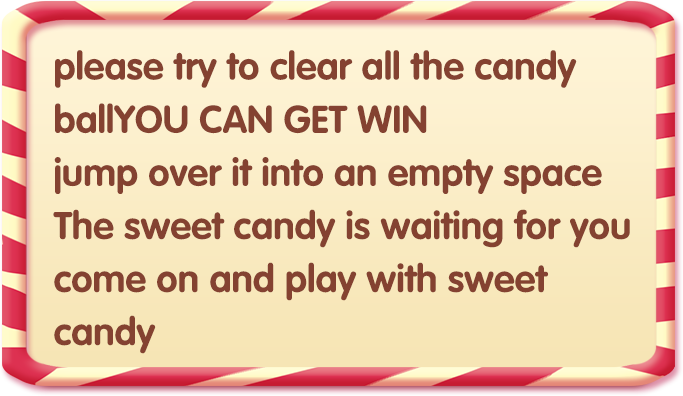 please try to clear all the candy
ballYOU CAN GET WIN
jump over it into an empty space
The sweet candy is waiting for you
come on and play with sweet
candy